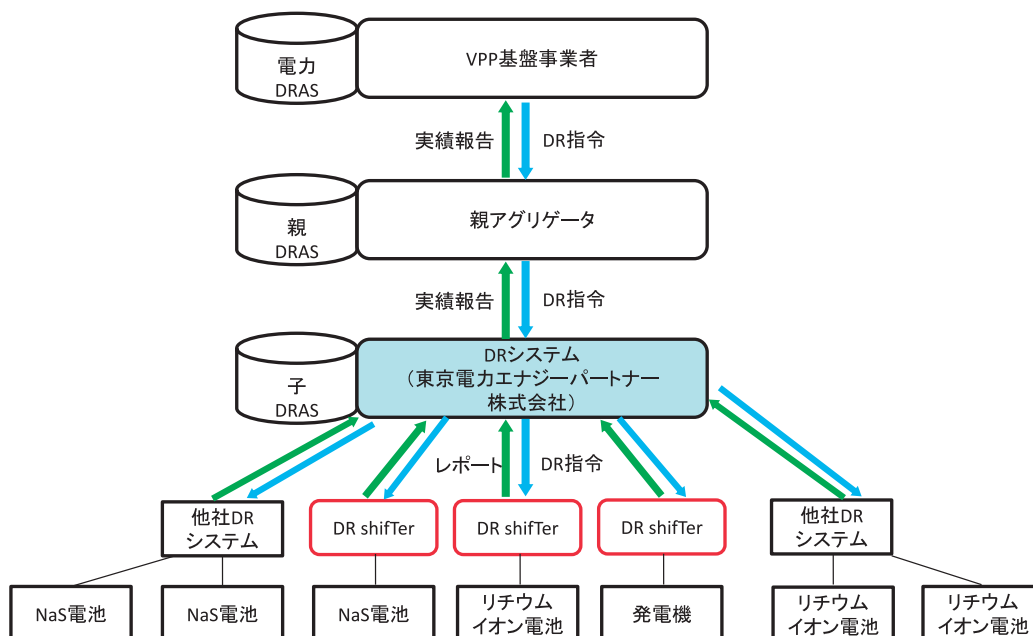 電力
DRAS
VPP基盤事業者
実績報告
DR指令
親
DRAS
親アグリゲータ
実績報告
DR指令
子
DRAS
DRシステム
（東京電力エナジーパートナー
株式会社）
レポート
DR指令
他社DR
システム
DR shifTer
DR shifTer
DR shifTer
他社DR
システム
NaS電池
NaS電池
NaS電池
リチウム
イオン電池
発電機
リチウム
イオン電池
リチウム
イオン電池